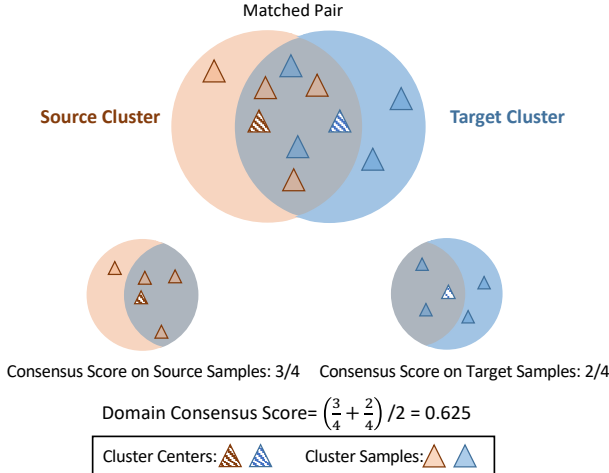 Matched Pair
Source Cluster
Target Cluster
Consensus Score on Source Samples: 3/4
Consensus Score on Target Samples: 2/4
Domain Consensus Score= (3/4 + 2/4) /2 = 0.625
Cluster Centers:
Cluster Samples: